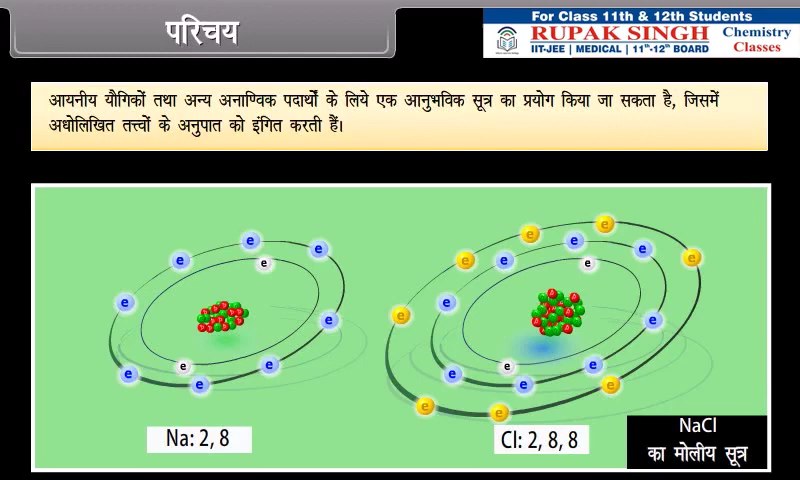 परिचय
For Class 11th & 12th Students
RUPAK SINGH
IIT-JEE | MEDICAL | 11th-12th BOARD
Chemistry
Classes
आयनीय यौगिकों तथा अन्य अनाण्विक पदार्थों के लिये एक आनुभविक सूत्र का प्रयोग किया जा सकता है, जिसमें
अधोलिखित तत्त्वों के अनुपात को इंगित करती हैं।
e e e e e e e e e e
e e e e e e e e e e e e e e e e e e
Na: 2, 8
Cl: 2, 8, 8
NaCl
का मोलीय सूत्र